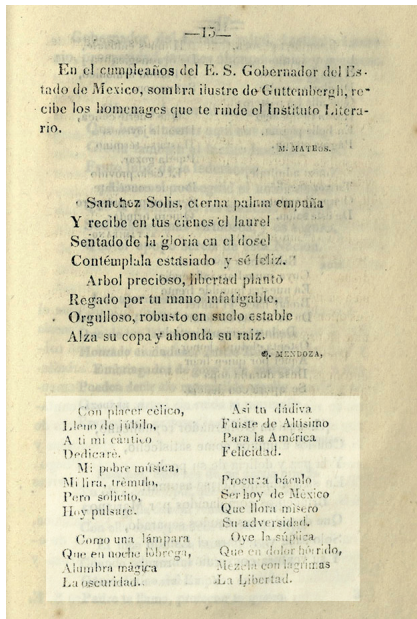 —15—
En el cumpleaños del E. S. Gobernador del Es-
tado de Mexico, sombra ilustre de Guttembergh, re-
cibe los homenages que te rinde el Instituto Litera-
rio.
M. MATEOS.
Sanchez Solis, eterna palma empaña
Y recibe en tus cienes el laurel
Sentado de la gloria en el dosel
Contémplala estasiado y sé feliz.
Arbol precioso, libertad plantó
Regado por tu mano infatigable,
Orgulloso, robusto en suelo estable
Alza su copa y ahonda su raiz.
MENDOZA,
Con placer célico,
Lleno de júbilo,
A ti mi cántico
Dedicaré.
Mi pobre música,
Mi lira, trémulo,
Pero solícito,
Hoy pulsaré.
Como una lámpara
Que en noche lóbrega,
Alumbra mágica
La oscuridad.
Asi tu dádiva
Fuiste de Altísimo
Para la América
Felicidad.
Procura báculo
Ser hoy de México
Que llora misero
Su adversidad.
Oye la súplica
Que en dolor hórrido,
Mezcla con lagrimas
La Libertad.